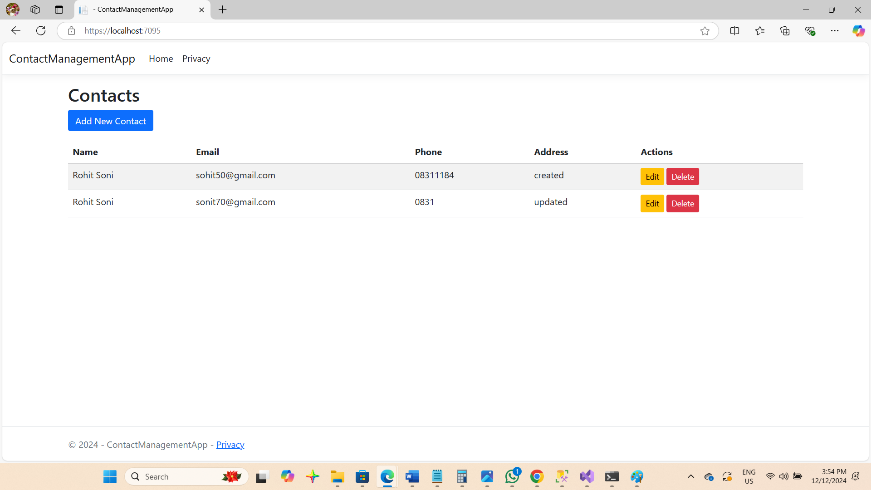 - ContactManagementApp
https://localhost:7095
ContactManagementApp Home Privacy
Contacts
Add New Contact
Name Email Phone Address Actions
Rohit Soni sohit50@gmail.com 08311184 created Edit Delete
Rohit Soni sonit70@gmail.com 0831 updated Edit Delete
© 2024 - ContactManagementApp - Privacy
Search
1
ENG
US
3:54 PM
12/12/2024